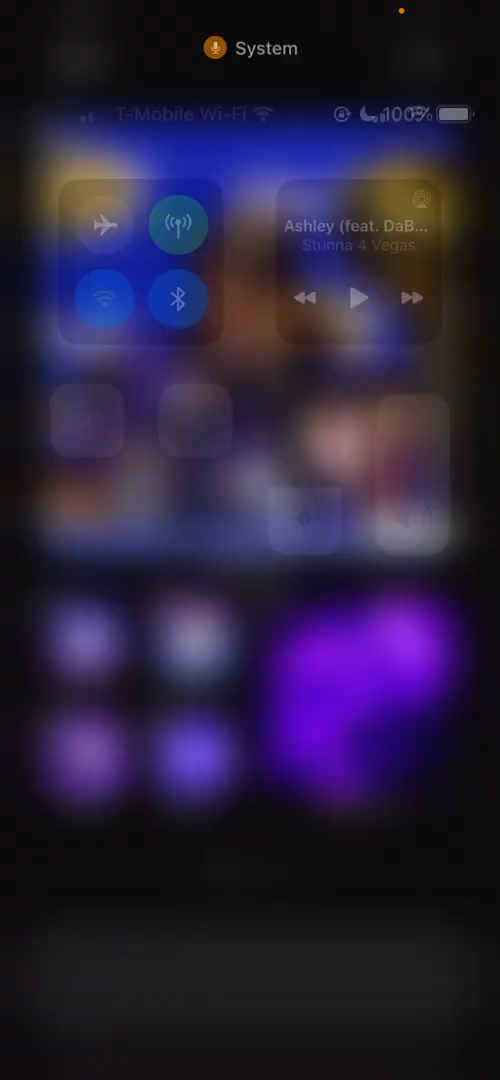 System
T-Mobile Wi-Fi
100%
Ashley (feat. DaB...
Stunna 4 Vegas